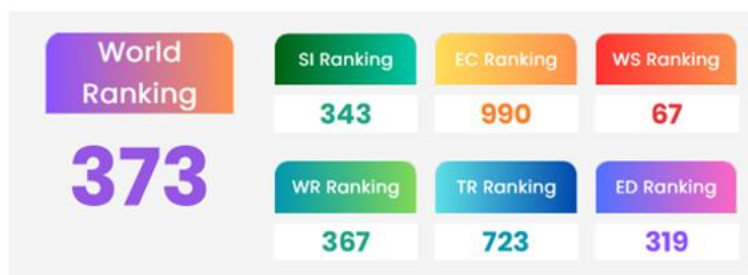 World
Ranking
373
SI Ranking
343
EC Ranking
990
WS Ranking
67
WR Ranking
367
TR Ranking
723
ED Ranking
319